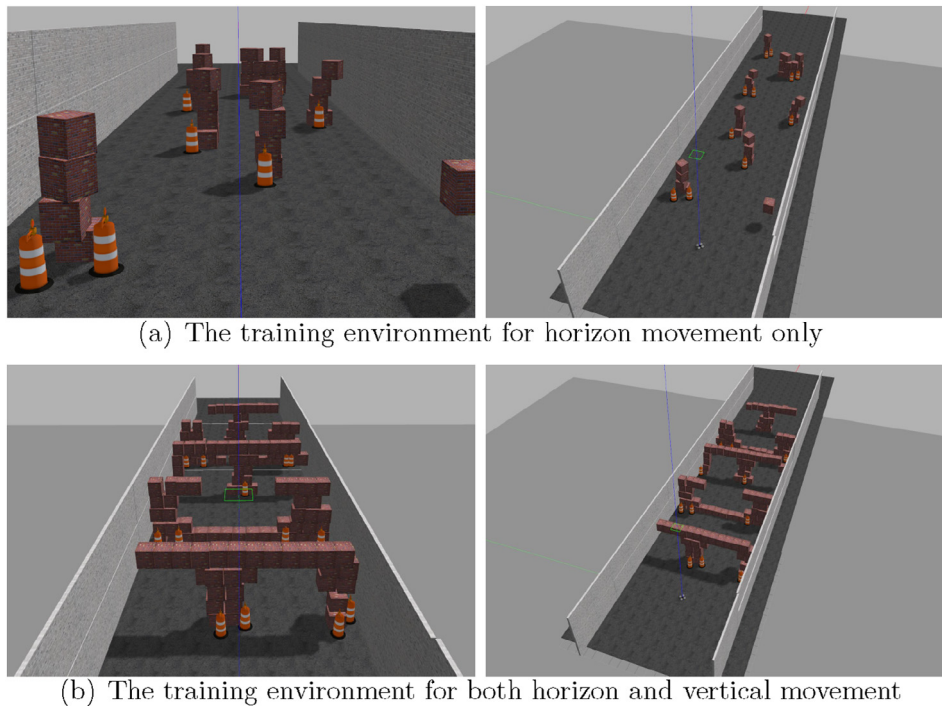 (a) The training environment for horizon movement only
(b) The training environment for both horizon and vertical movement